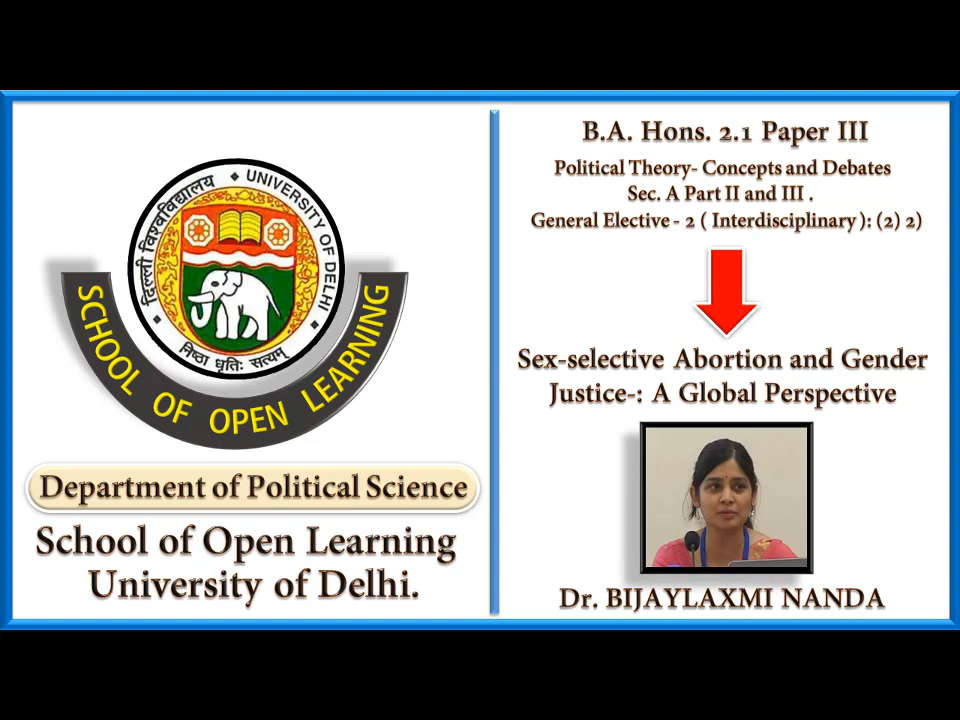 दिल्ली विश्वविद्यालय ◆ UNIVERSITY OF DELHI ◆
निष्ठा धृतिः सत्यम्
SCHOOL OF OPEN LEARNING
Department of Political Science
School of Open Learning
University of Delhi.
B.A. Hons. 2.1 Paper III
Political Theory- Concepts and Debates
Sec. A Part II and III .
General Elective - 2 ( Interdisciplinary ): (2) 2)
Sex-selective Abortion and Gender
Justice-: A Global Perspective
Dr. BIJAYLAXMI NANDA